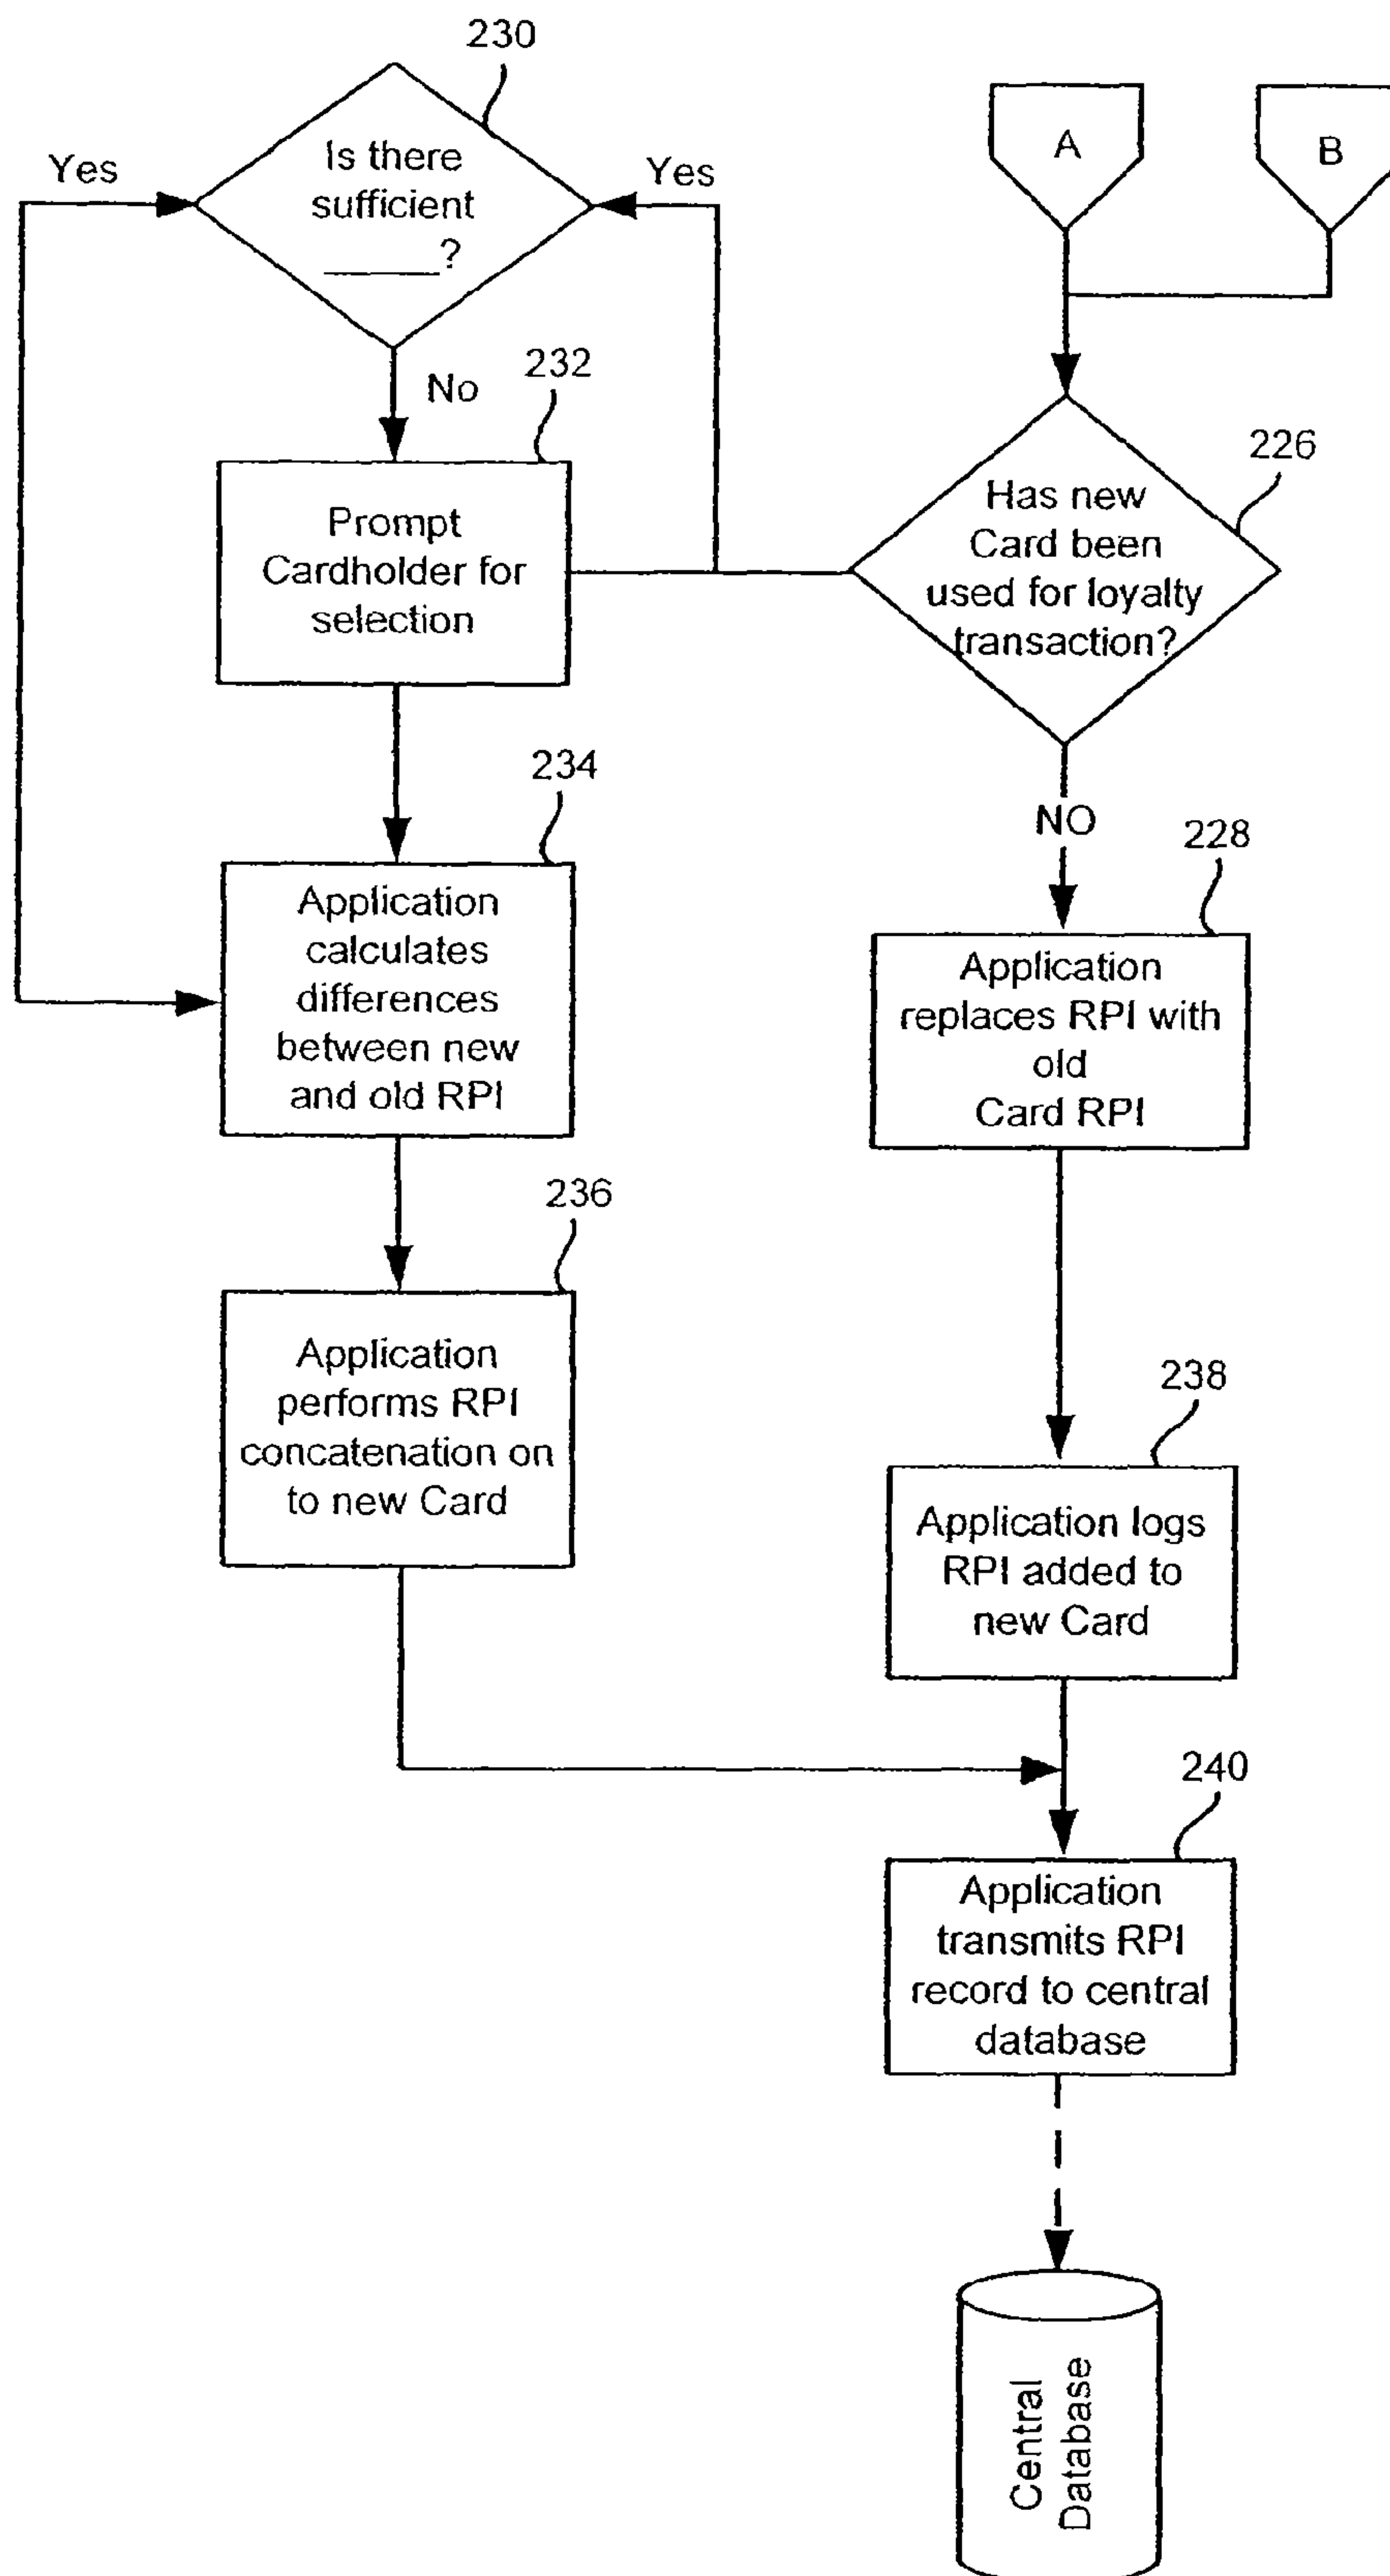 230
Yes
Is there
sufficient
______?
Yes
A
B
No
232
226
Prompt
Cardholder for
selection
Has new
Card been
used for loyalty
transaction?
234
NO
228
Application
calculates
differences
between new
and old RPI
Application
replaces RPI with
old
Card RPI
236
Application
performs RPI
concatenation on
to new Card
238
Application logs
RPI added to
new Card
240
Application
transmits RPI
record to central
database
Central
Database